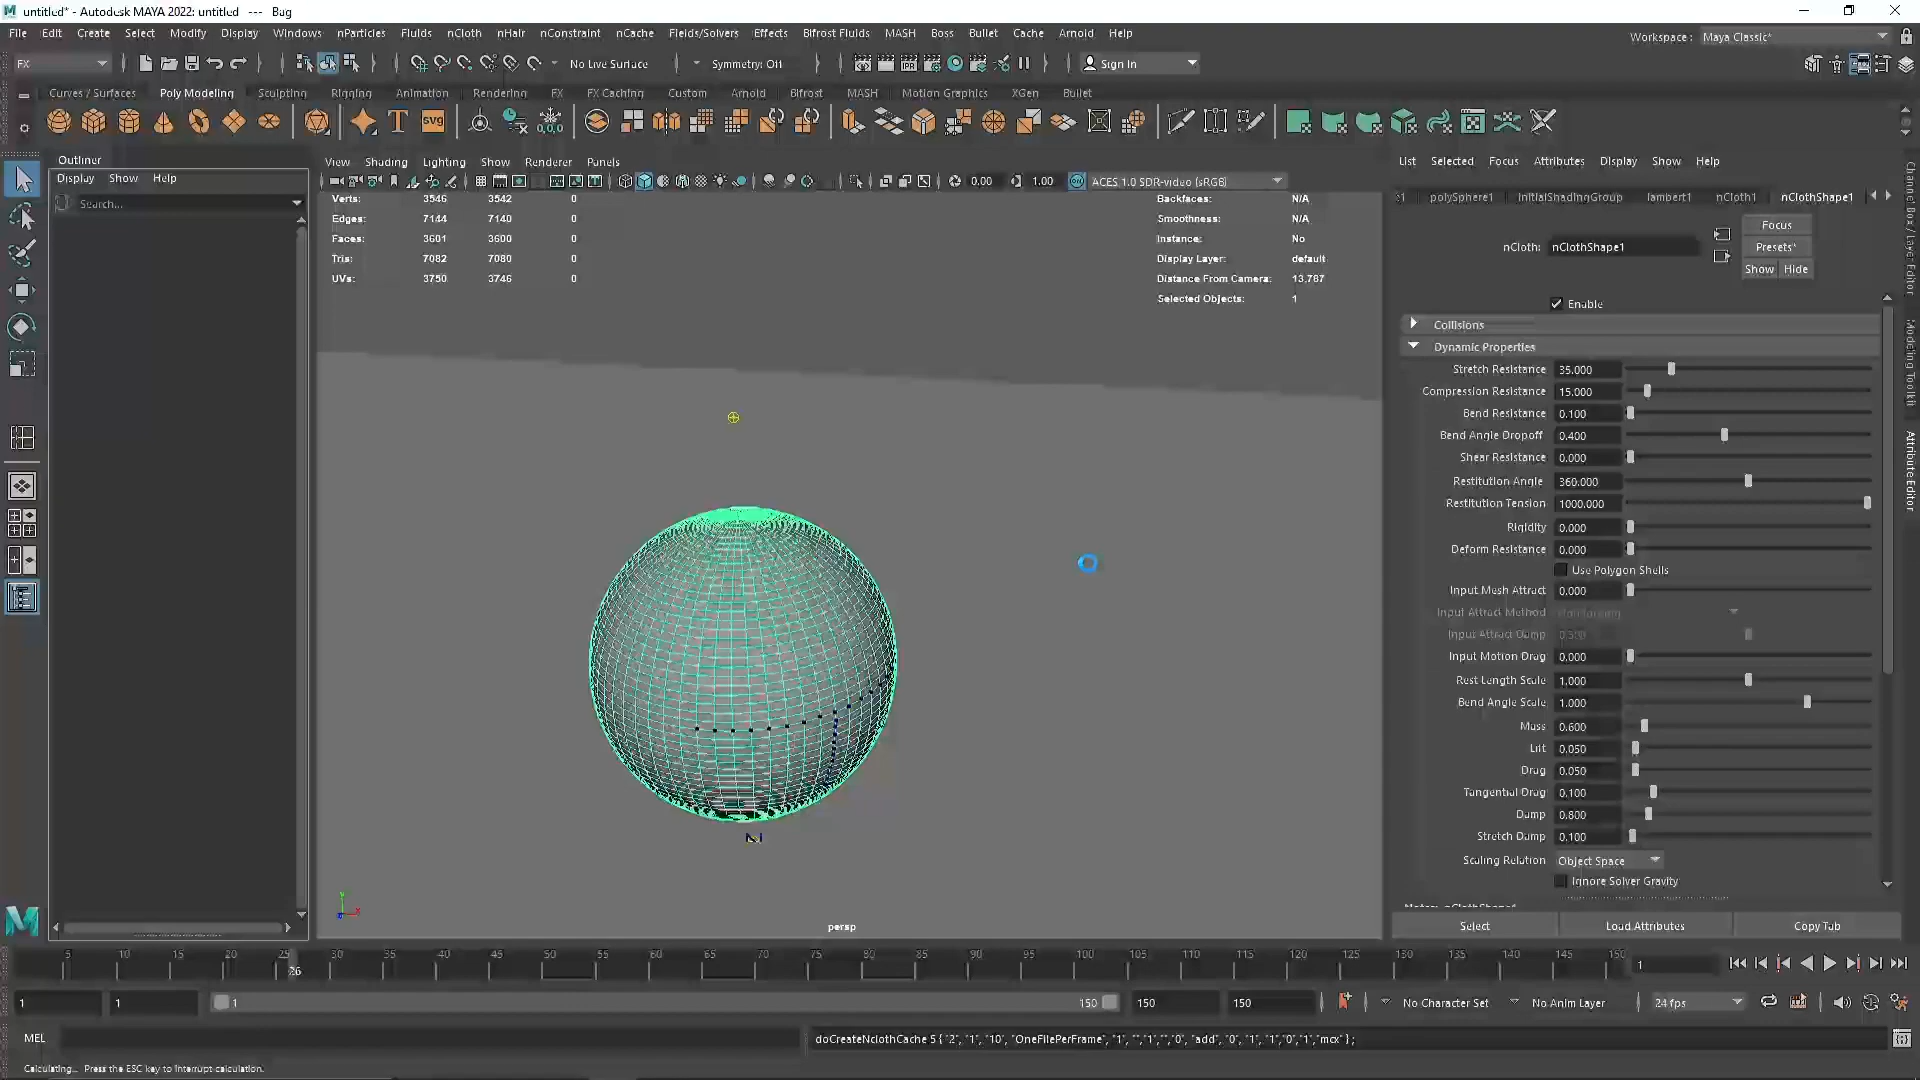 untitled* - Autodesk MAYA 2022: untitled --- Bag
File Edit Create Select Modify Display Windows nParticles Fluids nCloth nHair nConstraint nCache Fields/Solvers Effects Bifrost Fluids MASH Boss Bullet Cache Arnold Help
Workspace : Maya Classic*
FX No Live Surface Symmetry: Off Sign In
Curves / Surfaces Poly Modeling Sculpting Rigging Animation Rendering FX FX Caching Custom Arnold Bifrost MASH Motion Graphics XGen Bullet
SVG 0,0,0
Outliner
Display Show Help
Search...
View Shading Lighting Show Renderer Panels
0.00 1.00 ON ACES 1.0 SDR-video (sRGB)
Verts: 3546 3542 0
Edges: 7144 7140 0
Faces: 3601 3600 0
Tris: 7082 7080 0
UVs: 3750 3746 0
Backfaces: N/A
Smoothness: N/A
Instance: No
Display Layer: default
Distance From Camera: 13.787
Selected Objects: 1
persp
List Selected Focus Attributes Display Show Help
polySphere1 initialShadingGroup lambert1 nCloth1 nClothShape1
Focus
nCloth: nClothShape1
Presets*
Show Hide
Enable
Collisions
Dynamic Properties
Stretch Resistance 35.000
Compression Resistance 15.000
Bend Resistance 0.100
Bend Angle Dropoff 0.400
Shear Resistance 0.000
Restitution Angle 360.000
Restitution Tension 1000.000
Rigidity 0.000
Deform Resistance 0.000
Use Polygon Shells
Input Mesh Attract 0.000
Input Attract Method
Input Attract Damp 0.500
Input Motion Drag 0.000
Rest Length Scale 1.000
Bend Angle Scale 1.000
Mass 0.600
Lift 0.050
Drag 0.050
Tangential Drag 0.100
Damp 0.800
Stretch Damp 0.100
Scaling Relation Object Space
Ignore Solver Gravity
Select Load Attributes Copy Tab
Channel Box / Layer Editor
Modeling Toolkit
Attribute Editor
5 10 15 20 25 26 30 35 40 45 50 55 60 65 70 75 80 85 90 95 100 105 110 115 120 125 130 135 140 145 150 1
1 1 1 150 150 150 No Character Set No Anim Layer 24 fps
MEL doCreateNclothCache 5 { "2", "1", "10", "OneFilePerFrame", "1", "","1","","0", "add", "0", "1", "1","0","1","mcx" } ;
Calculating... Press the ESC key to interrupt calculation.